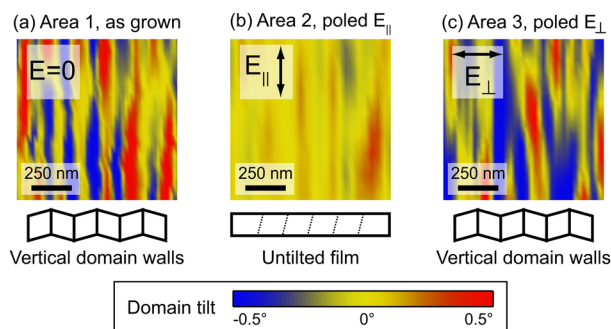 (a) Area 1, as grown
(b) Area 2, poled E||
(c) Area 3, poled E⊥
E=0
E||
E⊥
250 nm
250 nm
250 nm
Vertical domain walls
Untilted film
Vertical domain walls
Domain tilt
-0.5° 0° 0.5°